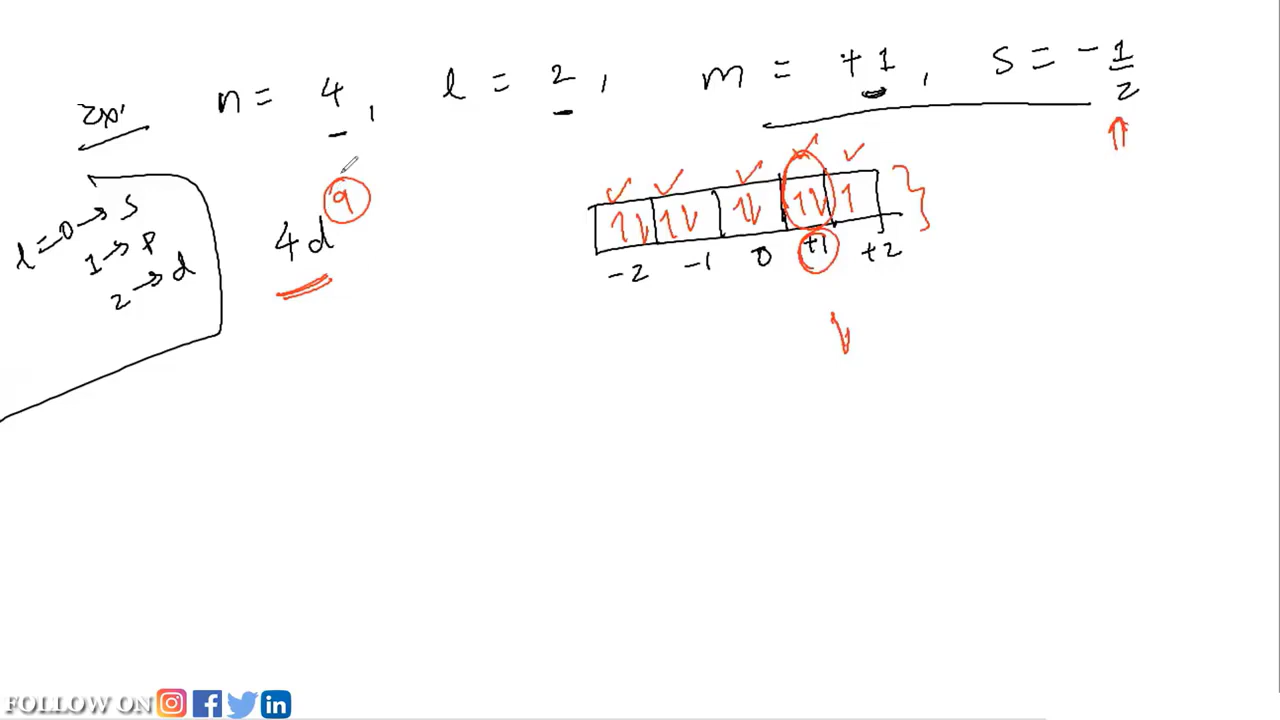 Ex: n = 4, l = 2, m = +1, s = -1/2
l=0→s
1→p
2→d
4d⁹
↑↓ ↑↓ ↑↓ ↑↓ ↑
-2 -1 0 +1 +2
FOLLOW ON